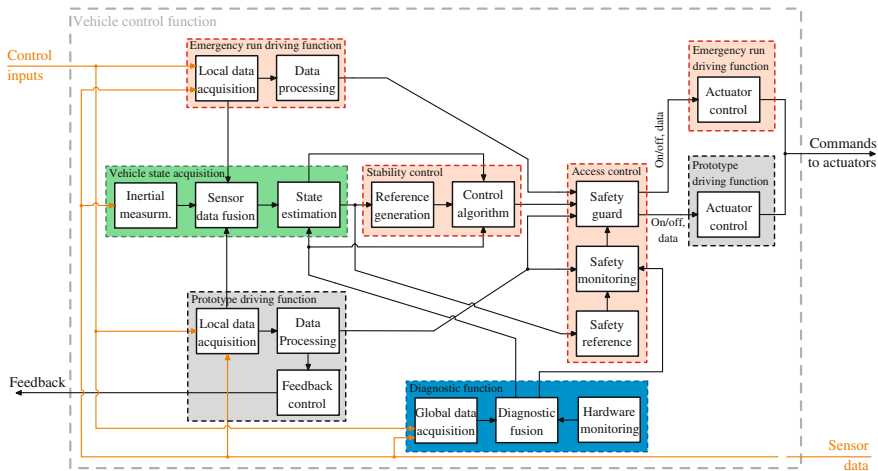 Vehicle control function
Control
inputs
Emergency run driving function
Local data
acquisition
Data
processing
Emergency run
driving function
Actuator
control
On/off, data
Commands
to actuators
Vehicle state acquisition
Inertial
measurm.
Sensor
data fusion
State
estimation
Stability control
Reference
generation
Control
algorithm
Access control
Safety
guard
Safety
monitoring
Safety
reference
Prototype
driving function
Actuator
control
On/off,
data
Prototype driving function
Local data
acquisition
Data
Processing
Feedback
control
Feedback
Diagnostic function
Global data
acquisition
Diagnostic
fusion
Hardware
monitoring
Sensor
data